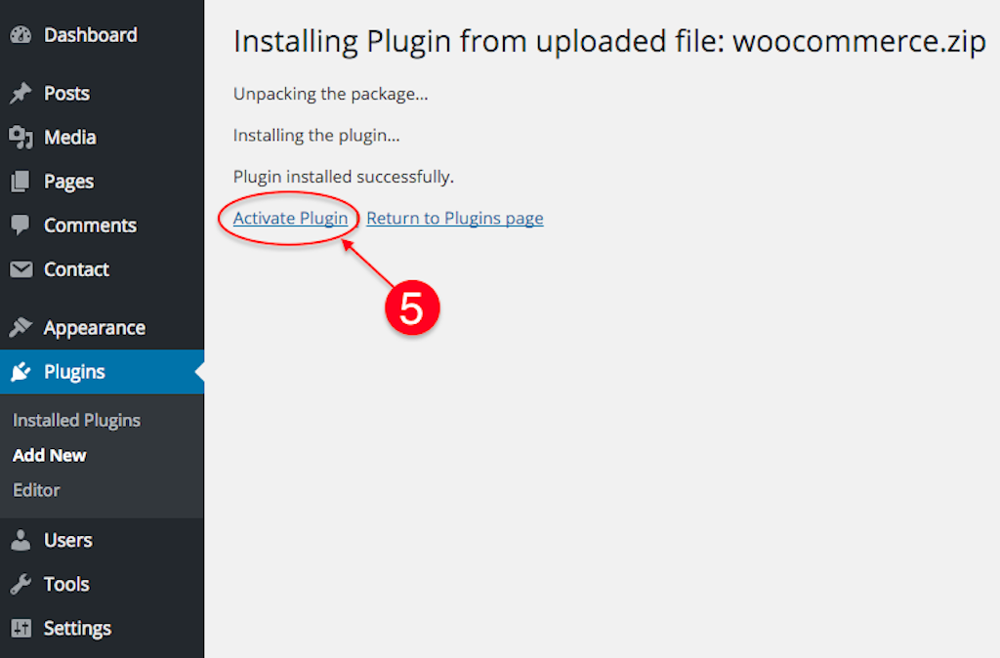 Dashboard
Posts
Media
Pages
Comments
Contact
Appearance
Plugins
Installed Plugins
Add New
Editor
Users
Tools
Settings
Installing Plugin from uploaded file: woocommerce.zip
Unpacking the package...
Installing the plugin...
Plugin installed successfully.
Activate Plugin Return to Plugins page
5